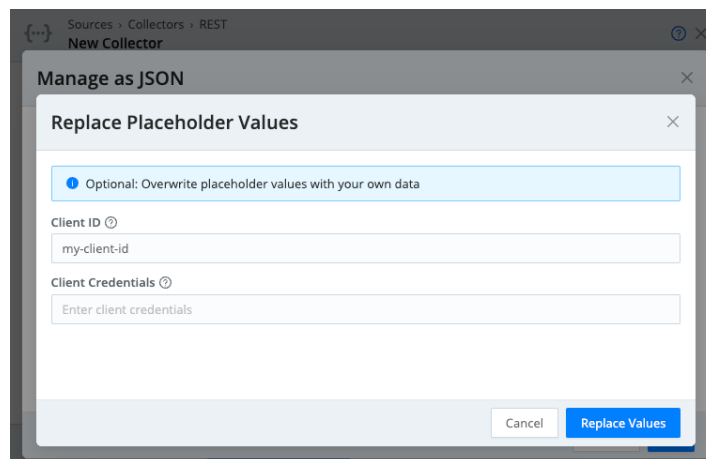 {···}
Sources › Collectors › REST
New Collector
Manage as JSON
Replace Placeholder Values
Optional: Overwrite placeholder values with your own data
Client ID
my-client-id
Client Credentials
Enter client credentials
Cancel
Replace Values